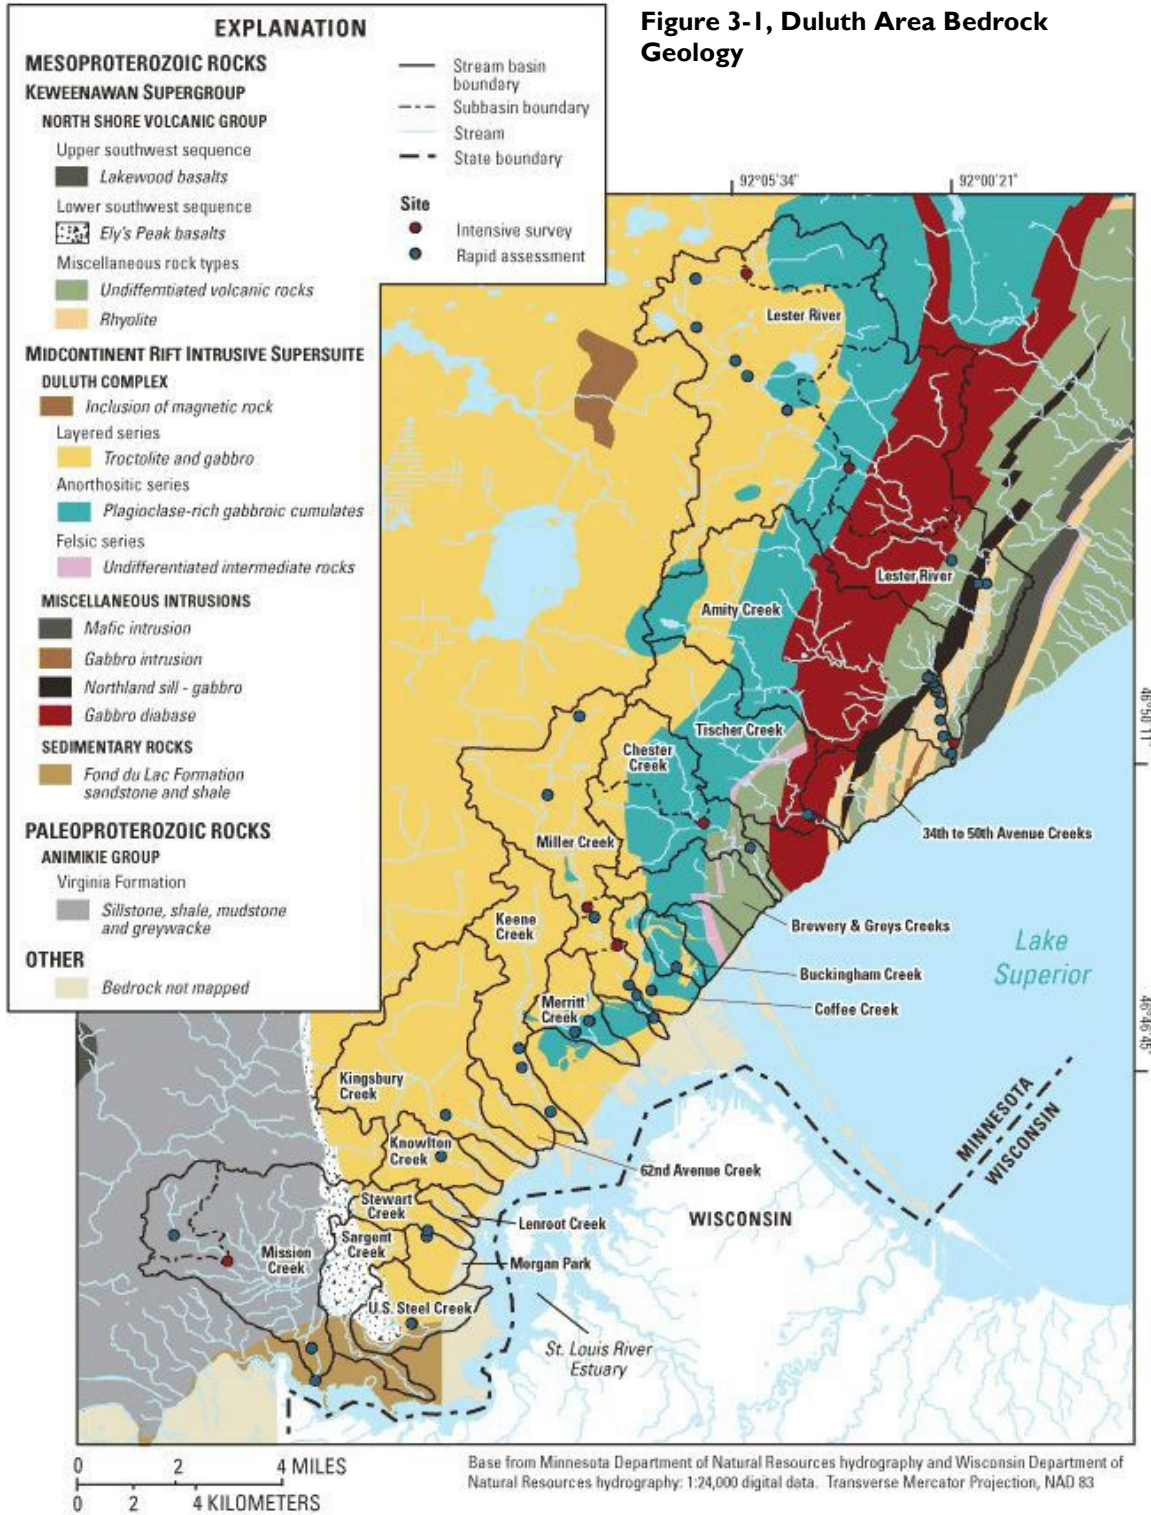 Figure 3-1, Duluth Area Bedrock
Geology
EXPLANATION
MESOPROTEROZOIC ROCKS
KEWEENAWAN SUPERGROUP
NORTH SHORE VOLCANIC GROUP
Upper southwest sequence
Lakewood basalts
Lower southwest sequence
Ely's Peak basalts
Miscellaneous rock types
Undifferntiated volcanic rocks
Rhyolite
MIDCONTINENT RIFT INTRUSIVE SUPERSUITE
DULUTH COMPLEX
Inclusion of magnetic rock
Layered series
Troctolite and gabbro
Anorthositic series
Plagioclase-rich gabbroic cumulates
Felsic series
Undifferentiated intermediate rocks
MISCELLANEOUS INTRUSIONS
Mafic intrusion
Gabbro intrusion
Northland sill - gabbro
Gabbro diabase
SEDIMENTARY ROCKS
Fond du Lac Formation
sandstone and shale
PALEOPROTEROZOIC ROCKS
ANIMIKIE GROUP
Virginia Formation
Sillstone, shale, mudstone
and greywacke
OTHER
Bedrock not mapped
Stream basin
boundary
Subbasin boundary
Stream
State boundary
Site
Intensive survey
Rapid assessment
92°05'34"
92°00'21"
46°50'11"
46°46'45"
Lester River
Lester River
Amity Creek
Tischer Creek
Chester
Creek
34th to 50th Avenue Creeks
Miller Creek
Keene
Creek
Brewery & Greys Creeks
Lake
Superior
Buckingham Creek
Merritt
Creek
Coffee Creek
Kingsbury
Creek
MINNESOTA
WISCONSIN
Knowlton
Creek
62nd Avenue Creek
Stewart
Creek
Lenroot Creek
WISCONSIN
Sargent
Creek
Mission
Creek
Morgan Park
U.S. Steel Creek
St. Louis River
Estuary
0 2 4 MILES
0 2 4 KILOMETERS
Base from Minnesota Department of Natural Resources hydrography and Wisconsin Department of
Natural Resources hydrography: 1:24,000 digital data. Transverse Mercator Projection, NAD 83